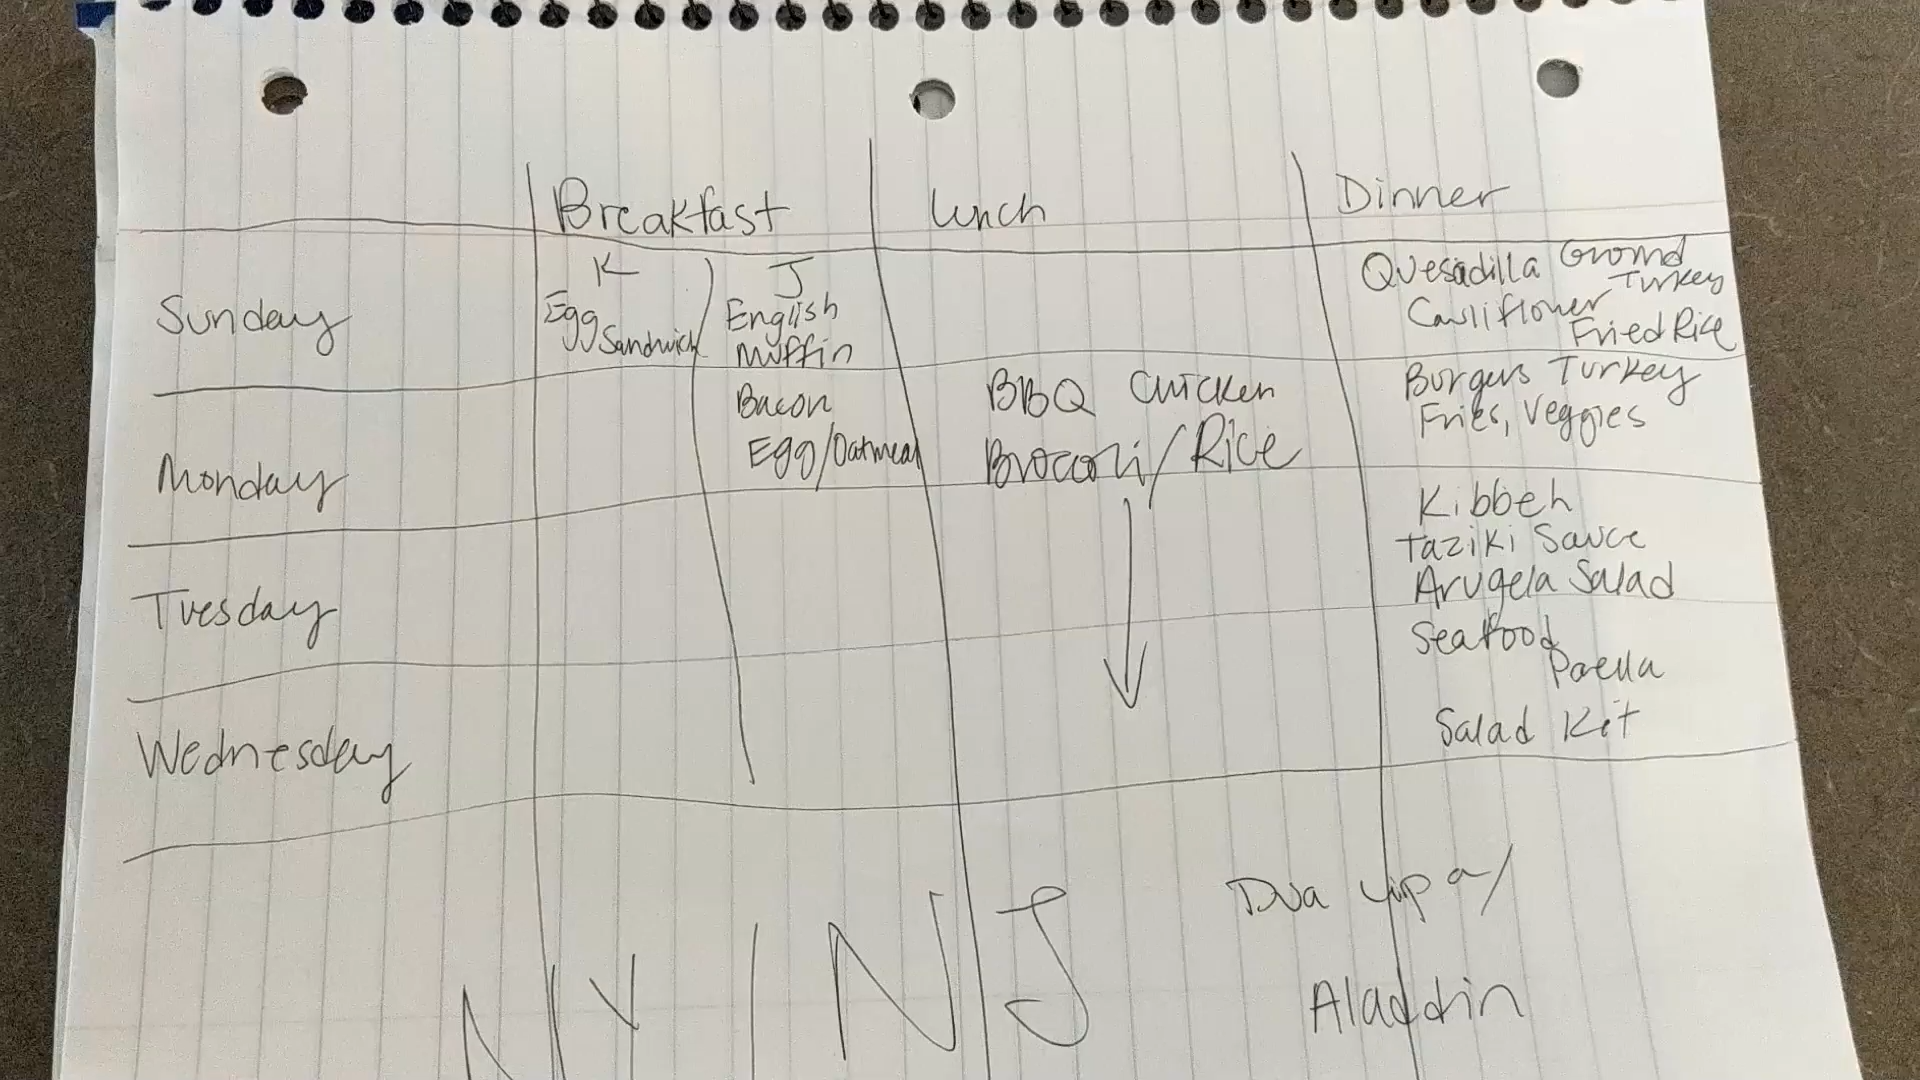 Breakfast Lunch Dinner
Sunday
K
Egg
Sandwich
J
English
Muffin
Quesadilla Ground
Turkey
Cauliflower
Fried Rice
Monday
Bacon
Egg/Oatmeal
BBQ Chicken
Broccoli/Rice
Burgers Turkey
Fries, Veggies
Tuesday
Kibbeh
Taziki Sauce
Arugela Salad
Wednesday
Seafood
Paella
Salad Kit
NY/NJ
Dua Lipa/
Aladdin